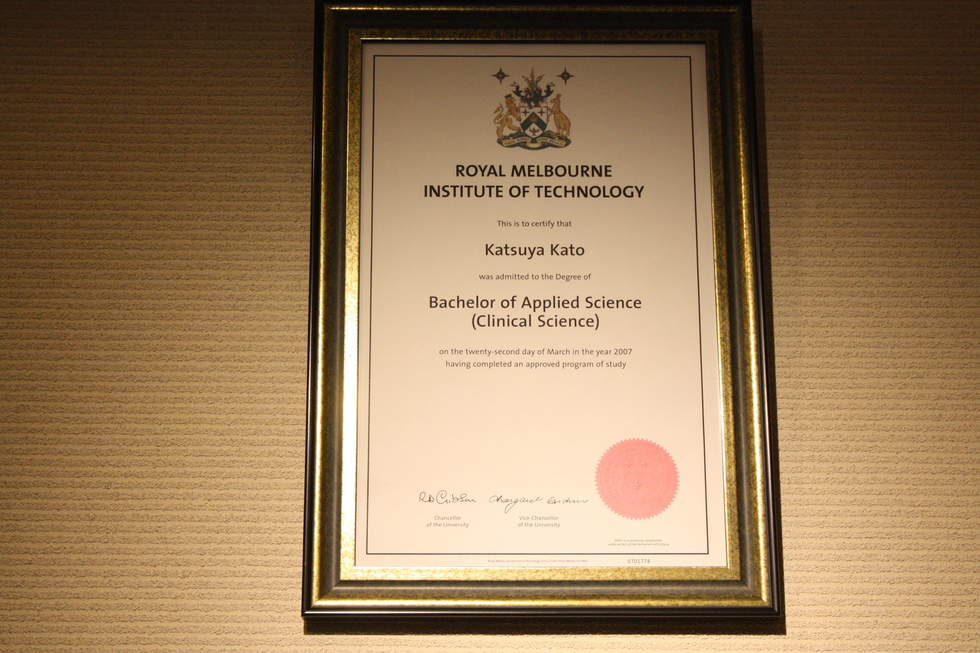 ROYAL MELBOURNE
INSTITUTE OF TECHNOLOGY
This is to certify that
Katsuya Kato
was admitted to the Degree of
Bachelor of Applied Science
(Clinical Science)
on the twenty-second day of March in the year 2007
having completed an approved program of study
Chancellor
of the University
Vice-Chancellor
of the University
0701774